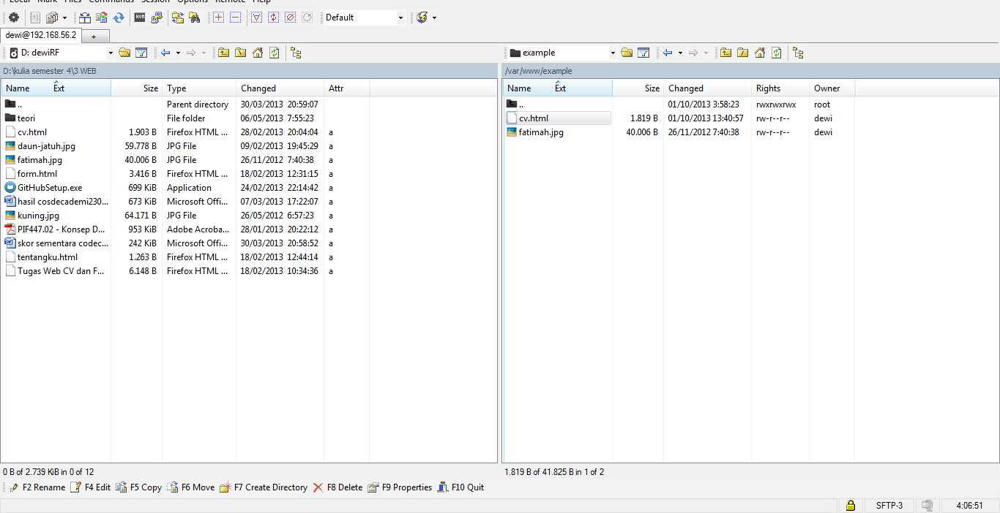 Local Mark Files Commands Session Options Remote Help
Default
dewi@192.168.56.2 +
D: dewiRF example
D:\kulia semester 4\3 WEB /var/www/example
Name Ext Size Type Changed Attr Name Ext Size Changed Rights Owner
.. Parent directory 30/03/2013 20:59:07 .. 01/10/2013 3:58:23 rwxrwxrwx root
teori File folder 06/05/2013 7:55:23 cv.html 1.819 B 01/10/2013 13:40:57 rw-r--r-- dewi
cv.html 1.903 B Firefox HTML ... 28/02/2013 20:04:04 a fatimah.jpg 40.006 B 26/11/2012 7:40:38 rw-r--r-- dewi
daun-jatuh.jpg 59.778 B JPG File 09/02/2013 19:45:29 a
fatimah.jpg 40.006 B JPG File 26/11/2012 7:40:38 a
form.html 3.416 B Firefox HTML ... 18/02/2013 12:31:15 a
GitHubSetup.exe 699 KiB Application 24/02/2013 22:14:42 a
hasil cosdecademi230... 673 KiB Microsoft Offi... 07/03/2013 17:22:07 a
kuning.jpg 64.171 B JPG File 26/05/2012 6:57:23 a
PIF447.02 - Konsep D... 953 KiB Adobe Acroba... 28/01/2013 20:22:12 a
skor sementara codec... 242 KiB Microsoft Offi... 30/03/2013 20:58:52 a
tentangku.html 1.263 B Firefox HTML ... 18/02/2013 12:44:14 a
Tugas Web CV dan F... 6.148 B Firefox HTML ... 18/02/2013 10:34:36 a
0 B of 2.739 KiB in 0 of 12 1.819 B of 41.825 B in 1 of 2
F2 Rename F4 Edit F5 Copy F6 Move F7 Create Directory F8 Delete F9 Properties F10 Quit
SFTP-3 4:06:51